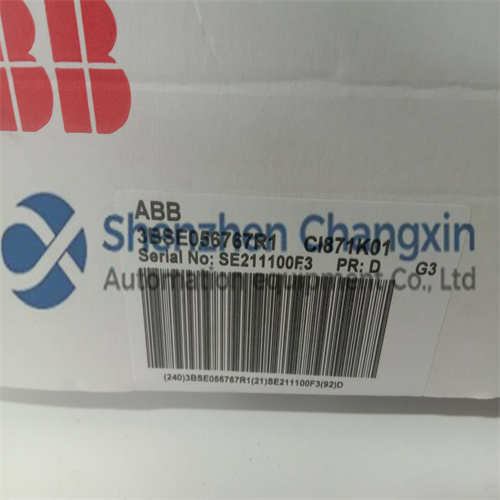 ABB
ABB
3BSE056767R1 CI871K01
Shenzhen Changxin
Serial No: SE211100F3 PR: D G3
Automation equipment Co., Ltd
(240)3BSE056767R1(21)SE211100F3(92)D